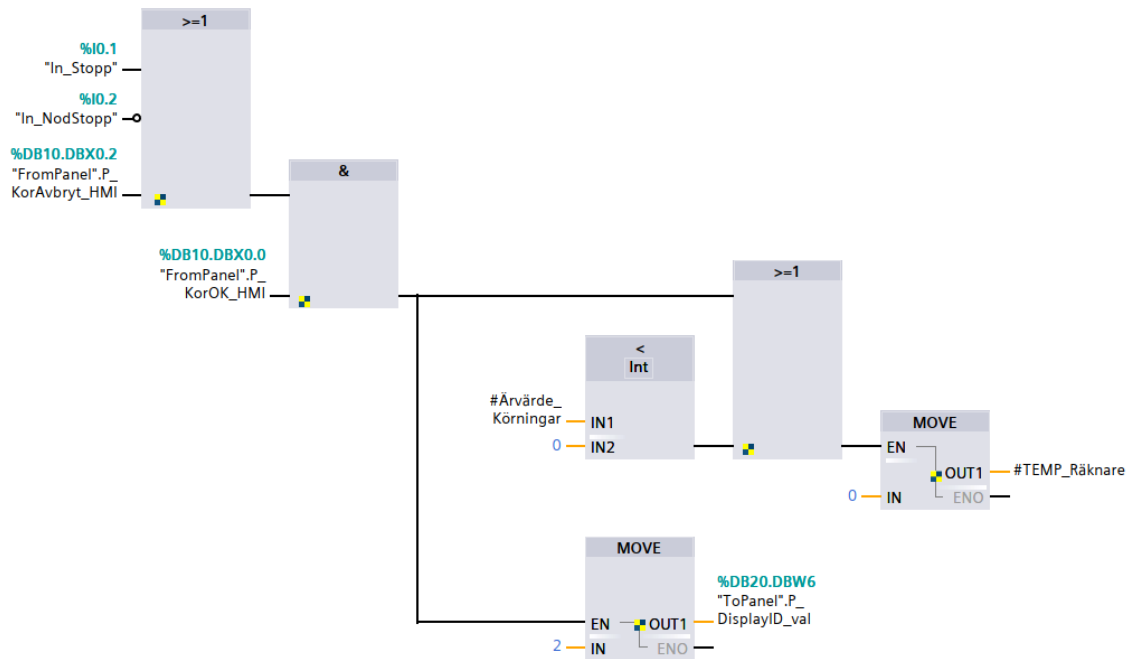 >=1
%I0.1
"In_Stopp"
%I0.2
"In_NodStopp"
%DB10.DBX0.2
"FromPanel".P_
KorAvbryt_HMI
&
%DB10.DBX0.0
"FromPanel".P_
KorOK_HMI
>=1
<
Int
#Ärvärde_
Körningar
IN1
0
IN2
MOVE
EN
OUT1
#TEMP_Räknare
0
IN
ENO
MOVE
%DB20.DBW6
"ToPanel".P_
DisplayID_val
EN
OUT1
2
IN
ENO